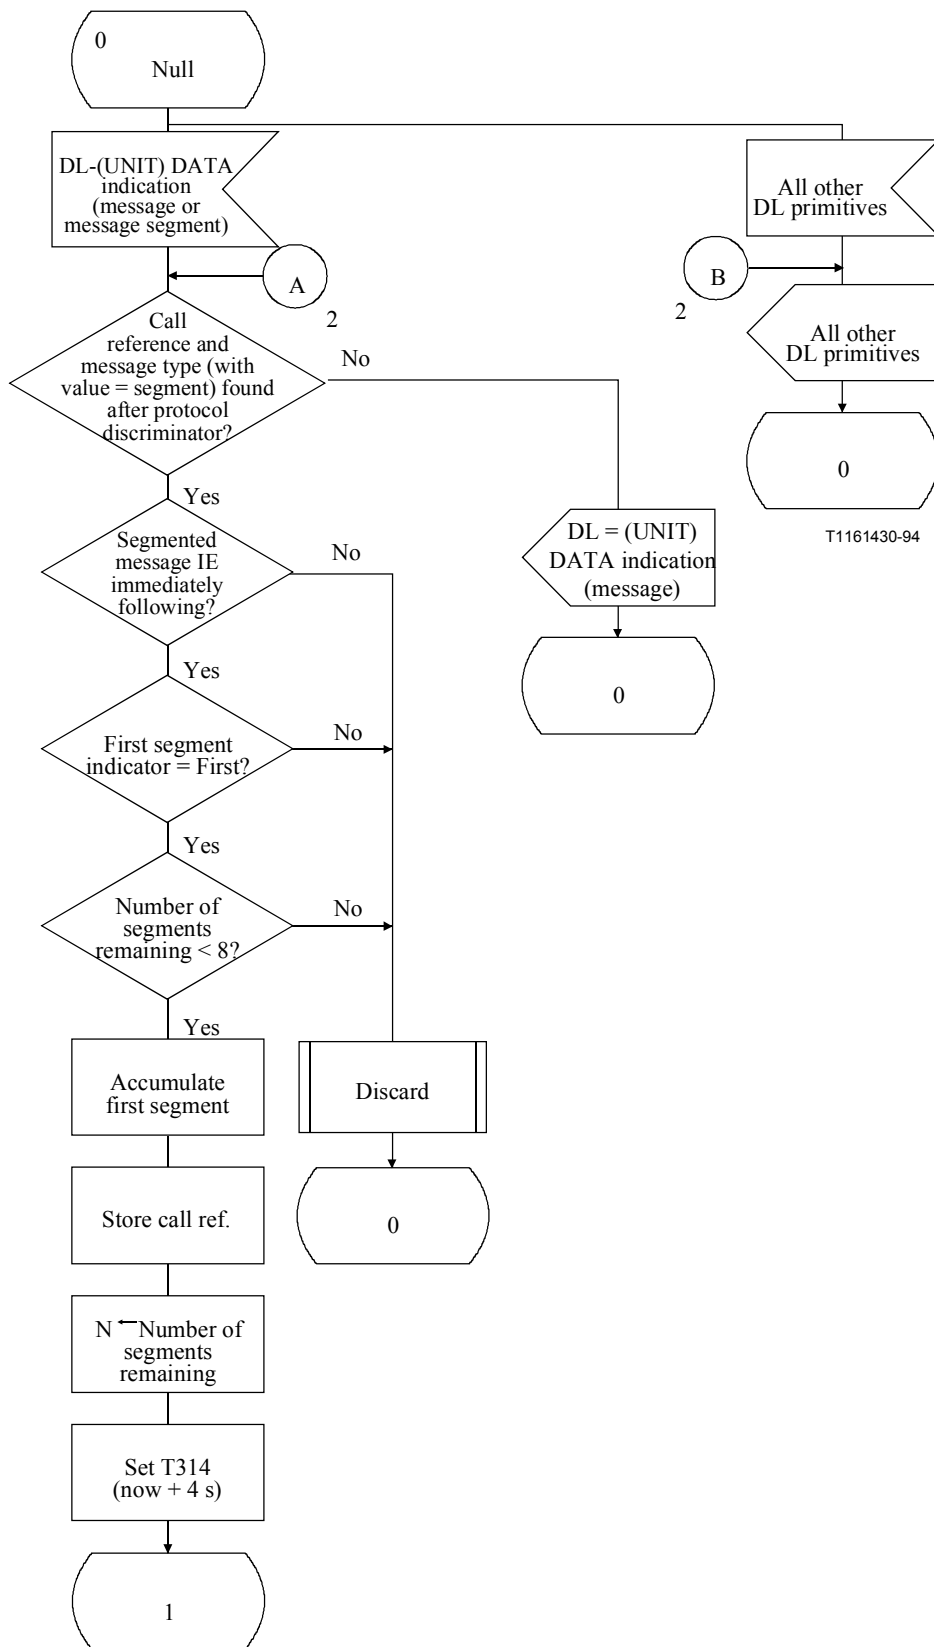 0
Null
DL-(UNIT) DATA
indication
(message or
message segment)
All other
DL primitives
A
2
B
2
All other
DL primitives
0
T1161430-94
Call
reference and
message type (with
value = segment) found
after protocol
discriminator?
No
Yes
DL = (UNIT)
DATA indication
(message)
0
Segmented
message IE
immediately
following?
No
Yes
First segment
indicator = First?
No
Yes
Number of
segments
remaining < 8?
No
Yes
Accumulate
first segment
Discard
0
Store call ref.
N ← Number of
segments
remaining
Set T314
(now + 4 s)
1